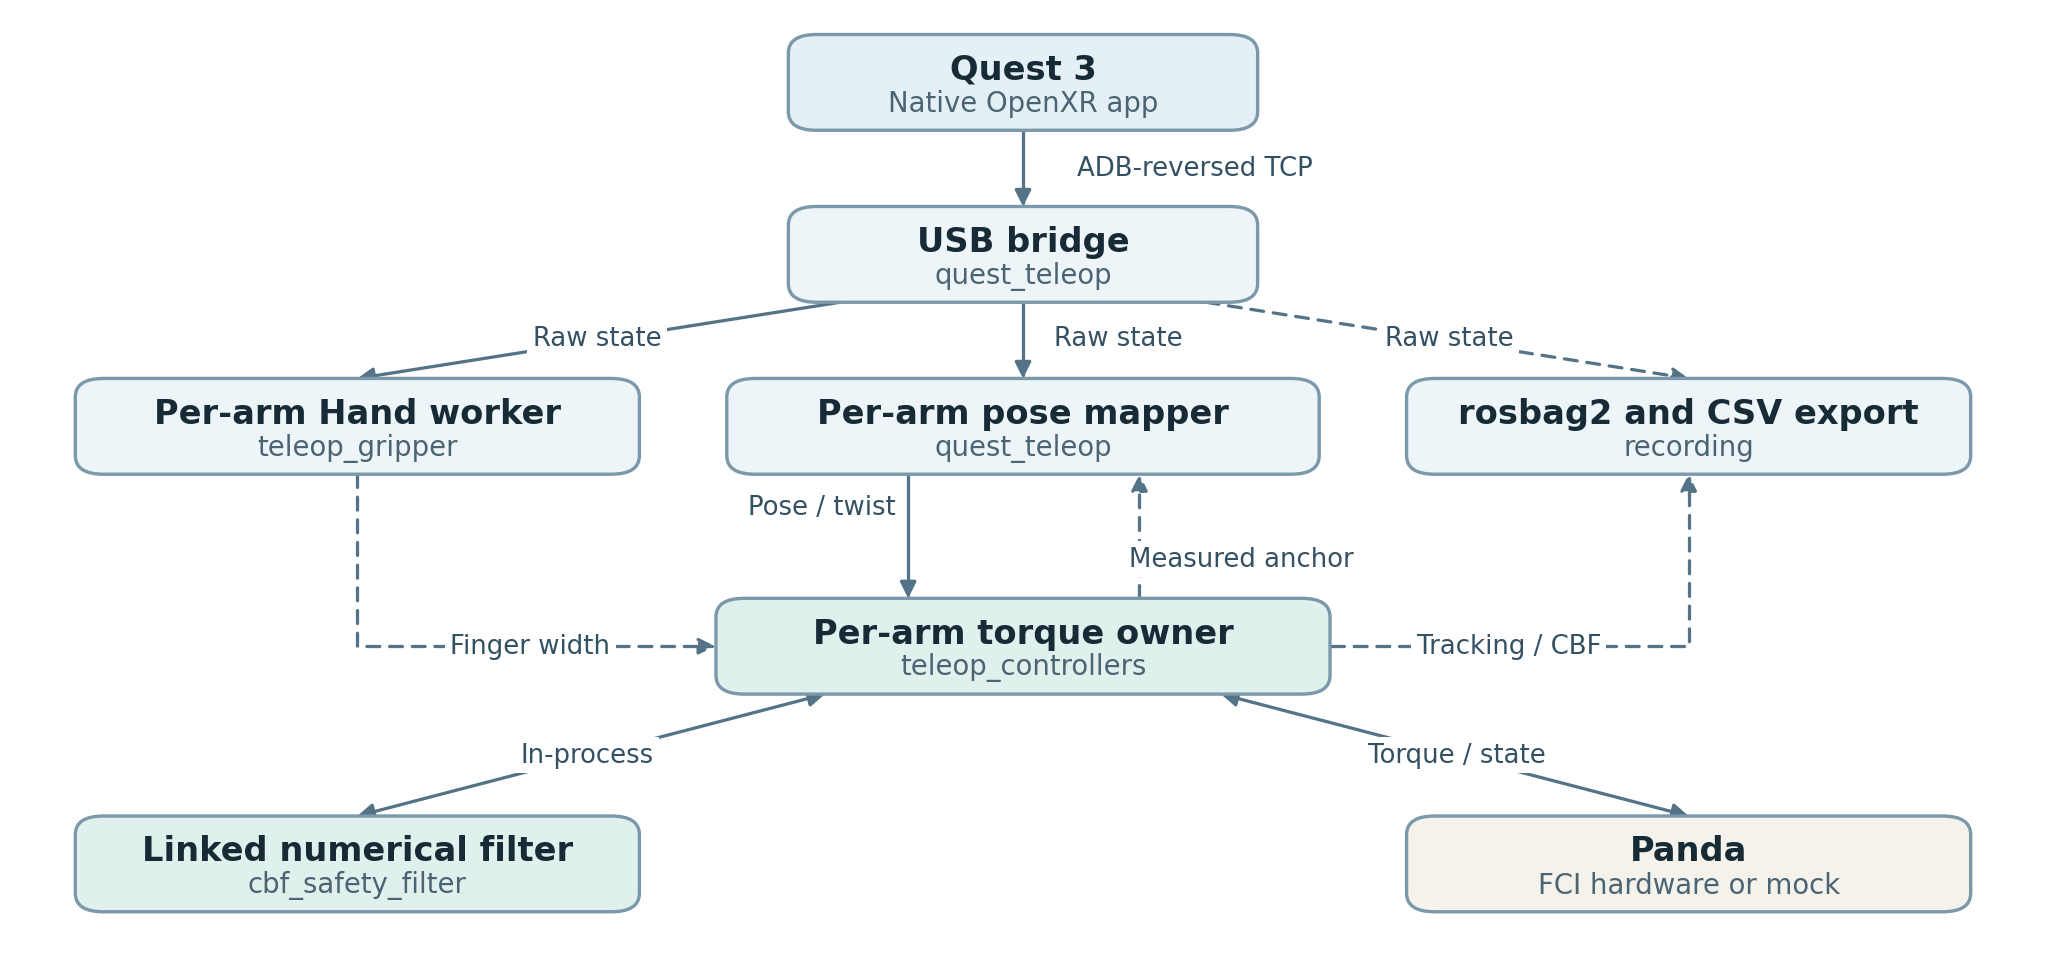 Quest 3
Native OpenXR app
ADB-reversed TCP
USB bridge
quest_teleop
Raw state
Raw state
Raw state
Per-arm Hand worker
teleop_gripper
Per-arm pose mapper
quest_teleop
rosbag2 and CSV export
recording
Pose / twist
Measured anchor
Per-arm torque owner
teleop_controllers
Finger width
Tracking / CBF
In-process
Torque / state
Linked numerical filter
cbf_safety_filter
Panda
FCI hardware or mock